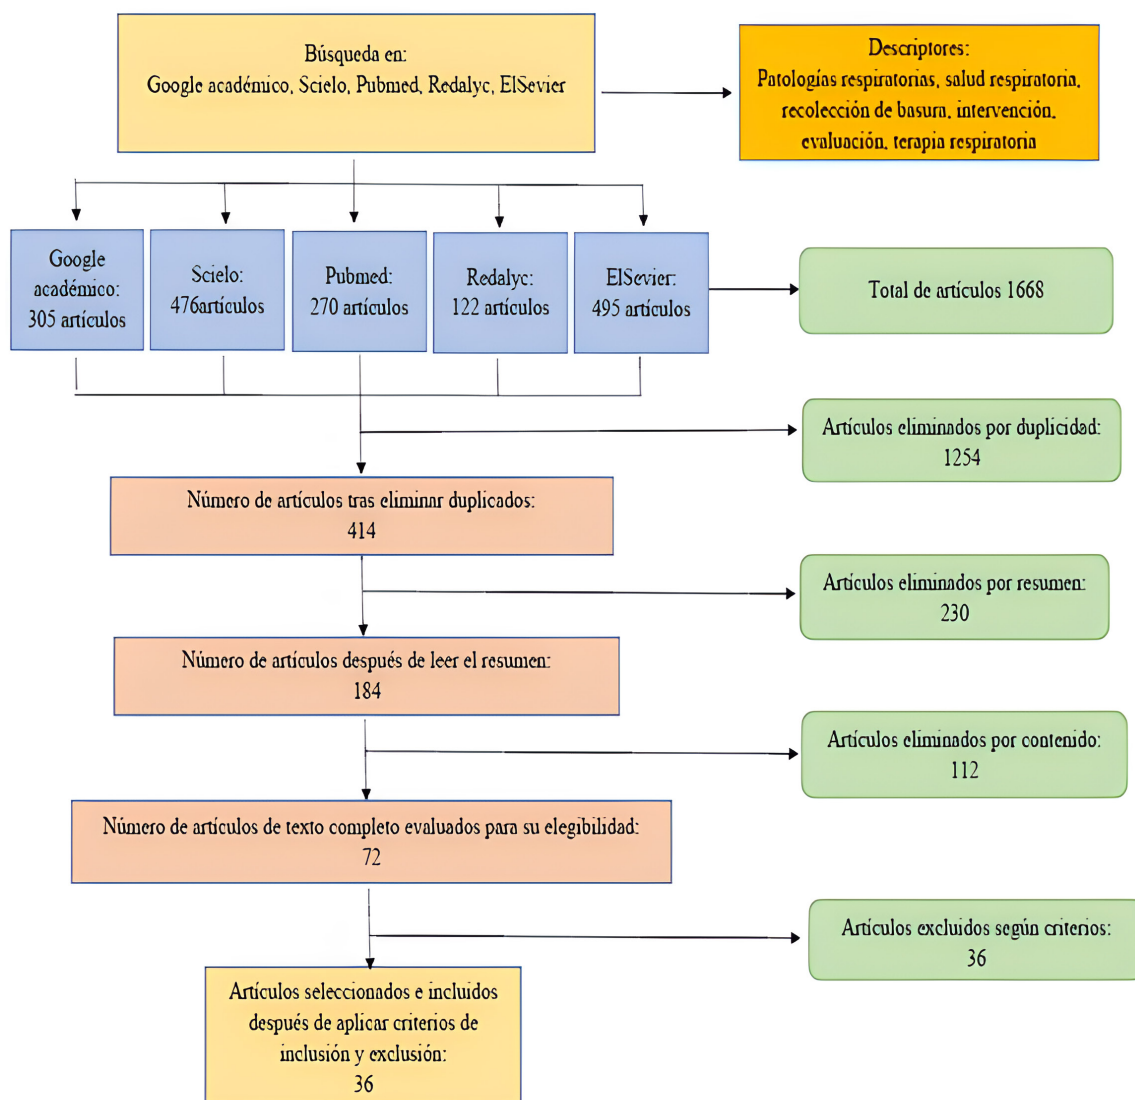 Búsqueda en:
Google académico, Scielo, Pubmed, Redalyc, ElSevier
Descriptores:
Patologías respiratorias, salud respiratoria,
recolección de basura, intervención,
evaluación, terapia respiratoria
Google
académico:
305 artículos
Scielo:
476artículos
Pubmed:
270 artículos
Redalyc:
122 artículos
ElSevier:
495 artículos
Total de artículos 1668
Artículos eliminados por duplicidad:
1254
Número de artículos tras eliminar duplicados:
414
Artículos eliminados por resumen:
230
Número de artículos después de leer el resumen:
184
Artículos eliminados por contenido:
112
Número de artículos de texto completo evaluados para su elegibilidad:
72
Artículos excluidos según criterios:
36
Artículos seleccionados e incluidos
después de aplicar criterios de
inclusión y exclusión:
36